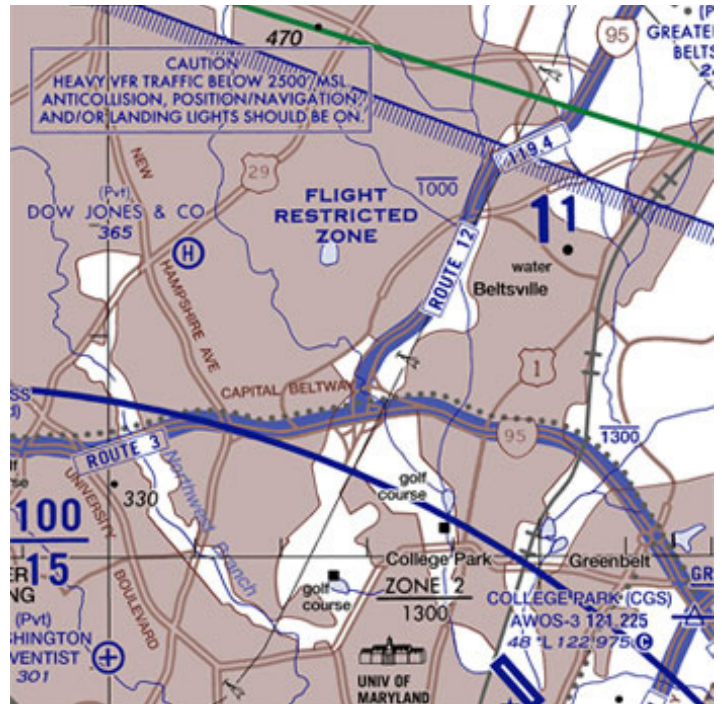 470
95
GREATE
BELTS
CAUTION
HEAVY VFR TRAFFIC BELOW 2500' MSL
ANTICOLLISION, POSITION/NAVIGATION,
AND/OR LANDING LIGHTS SHOULD BE ON.
119.4
NEW
29
(Pvt)
DOW JONES & CO
365
H
FLIGHT
RESTRICTED
ZONE
1000
11
water
Beltsville
ROUTE 12
HAMPSHIRE AVE
1
CAPITAL BELTWAY
ROUTE 3
95
1300
Northwest Branch
UNIVERSITY
BOULEVARD
330
golf
course
100
15
College Park
Greenbelt
golf
course
ZONE 2
1300
GR
COLLEGE PARK (CGS)
AWOS-3 121.225
48 *L 122.975 C
(Pvt)
SHINGTON
VENTIST
301
UNIV OF
MARYLAND